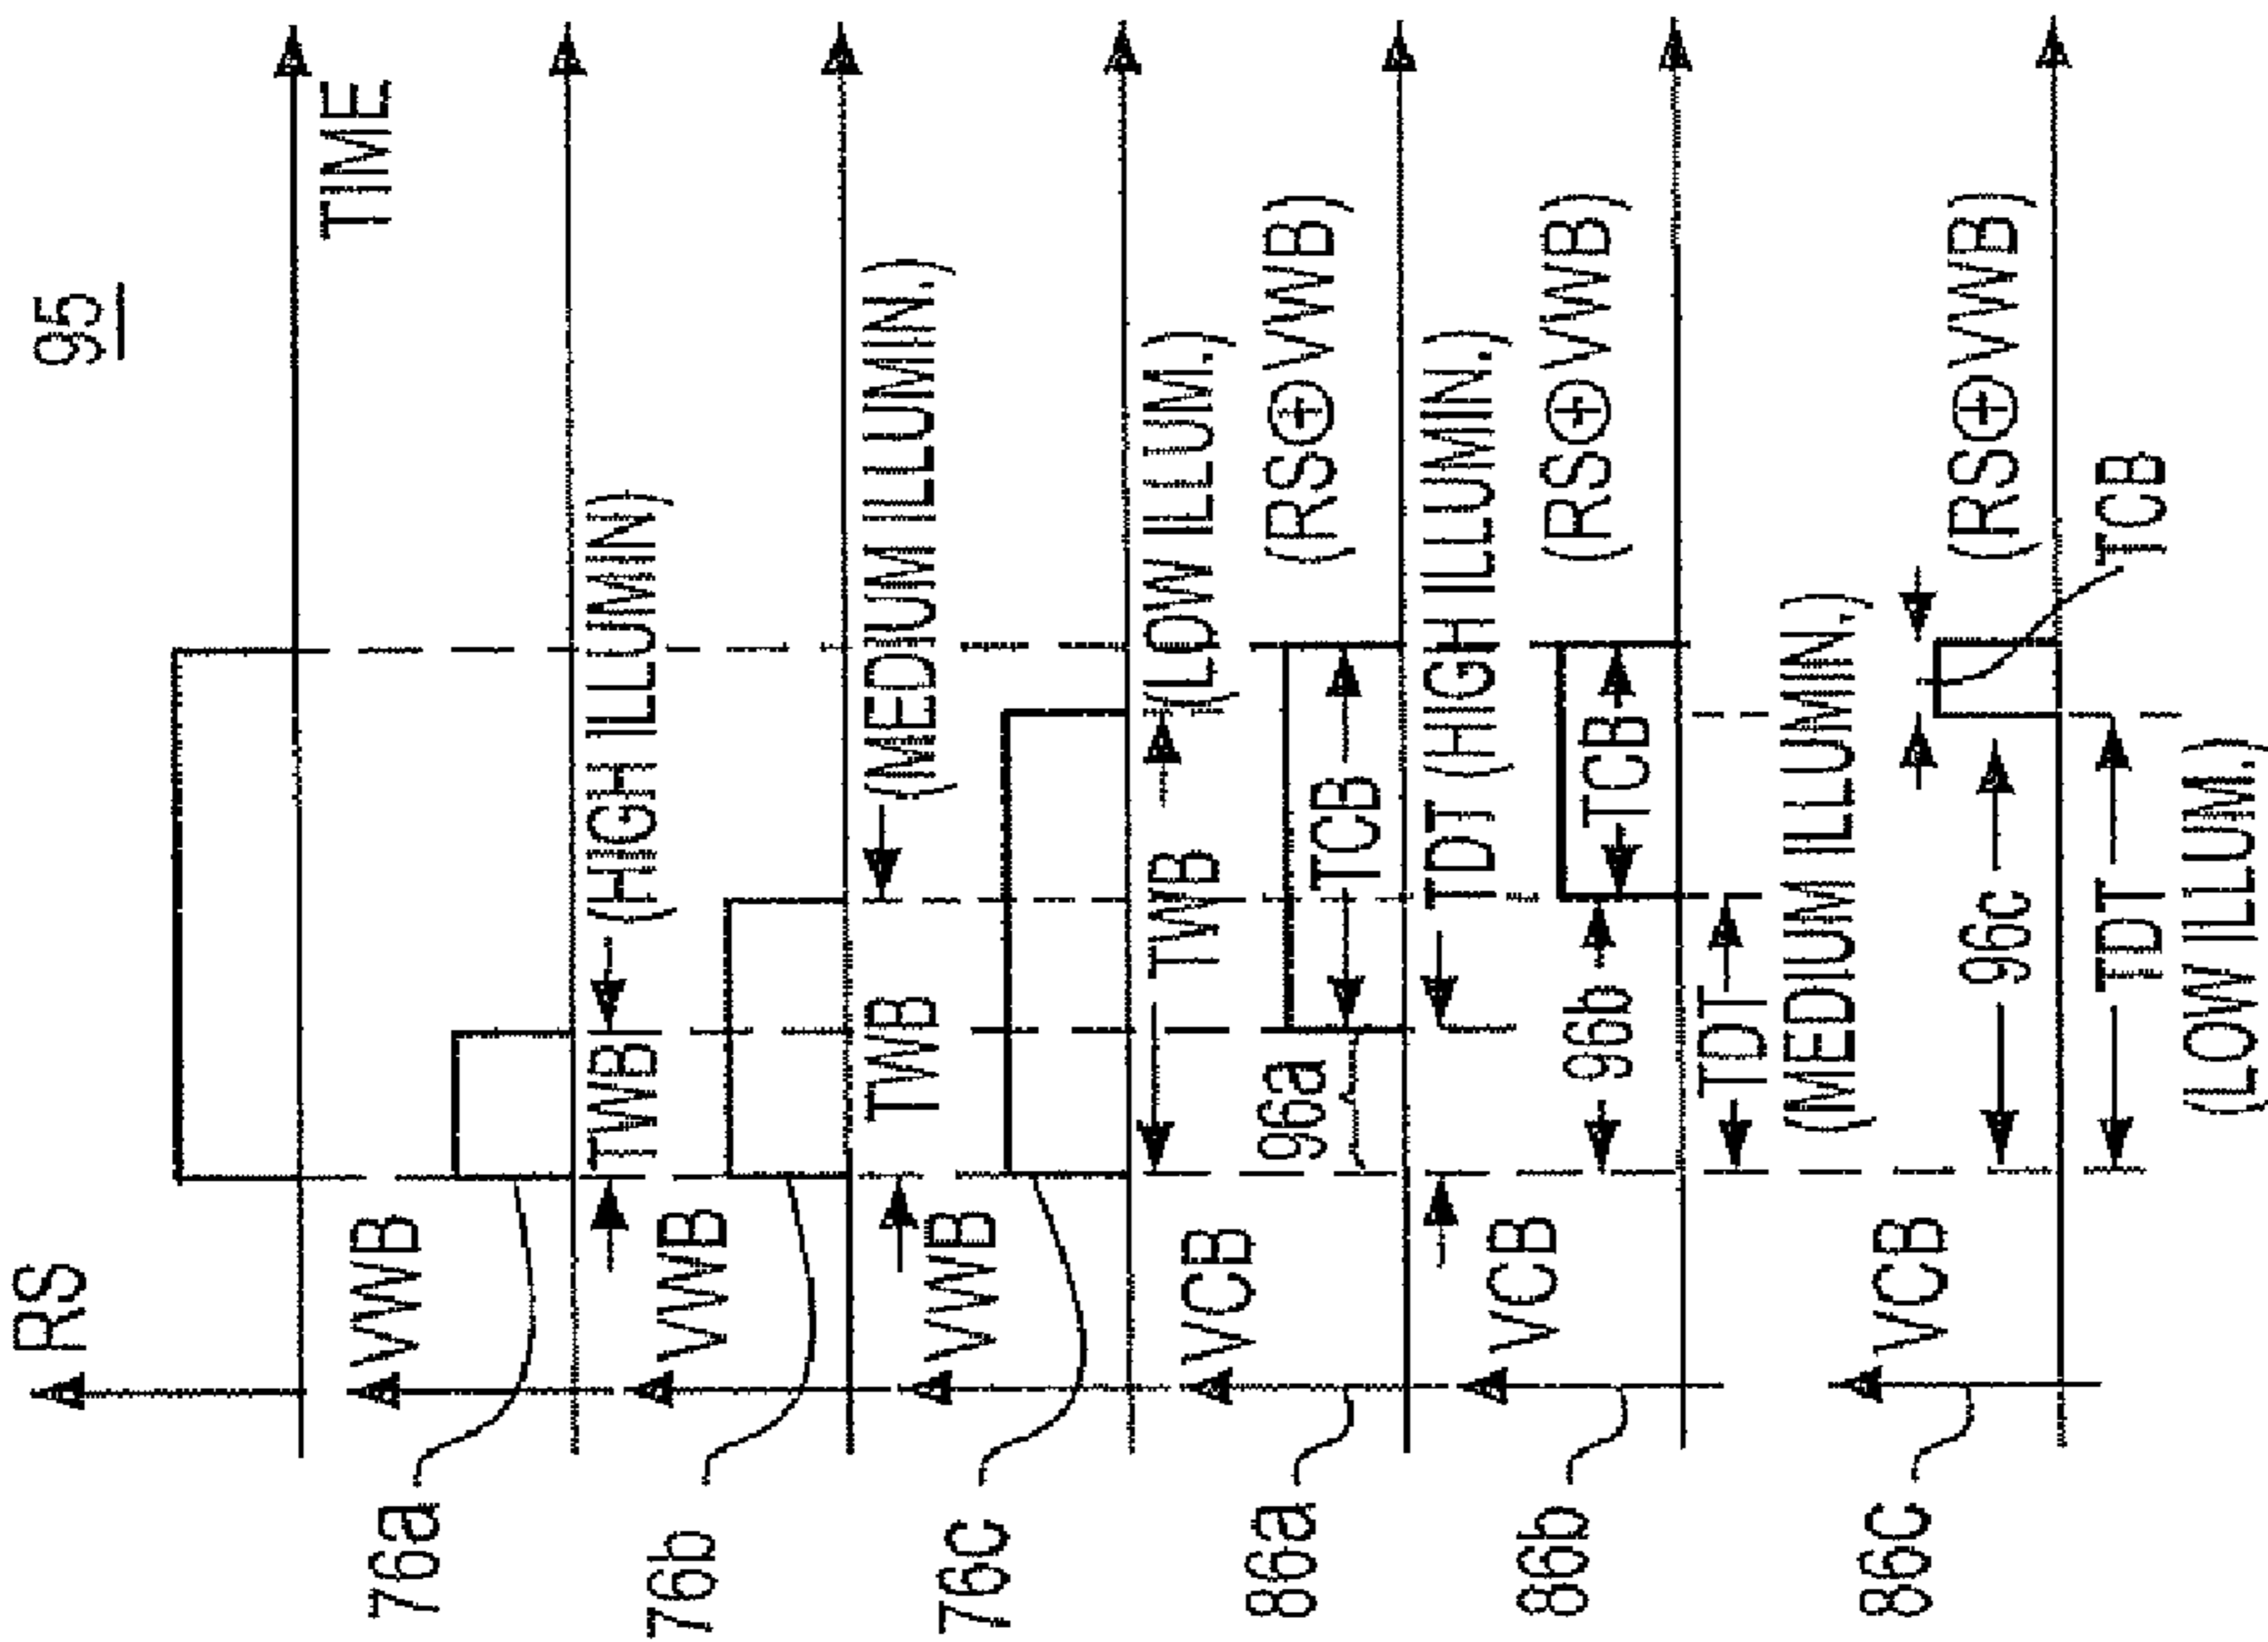 95
RS
TIME
VWB
76a
TWB
(HIGH ILLUMIN)
VWB
76b
TWB
(MEDIUM ILLUMIN.)
VWB
76c
TWB
(LOW ILLUM.)
VCB
86a
96a
TCB
(RS⊕VWB)
TDT (HIGH ILLUMIN.)
VCB
86b
96b
TCB
(RS⊕VWB)
TDT
(MEDIUM ILLUMIN.)
VCB
86c
96c
(RS⊕VWB)
TCB
TDT
(LOW ILLUM.)